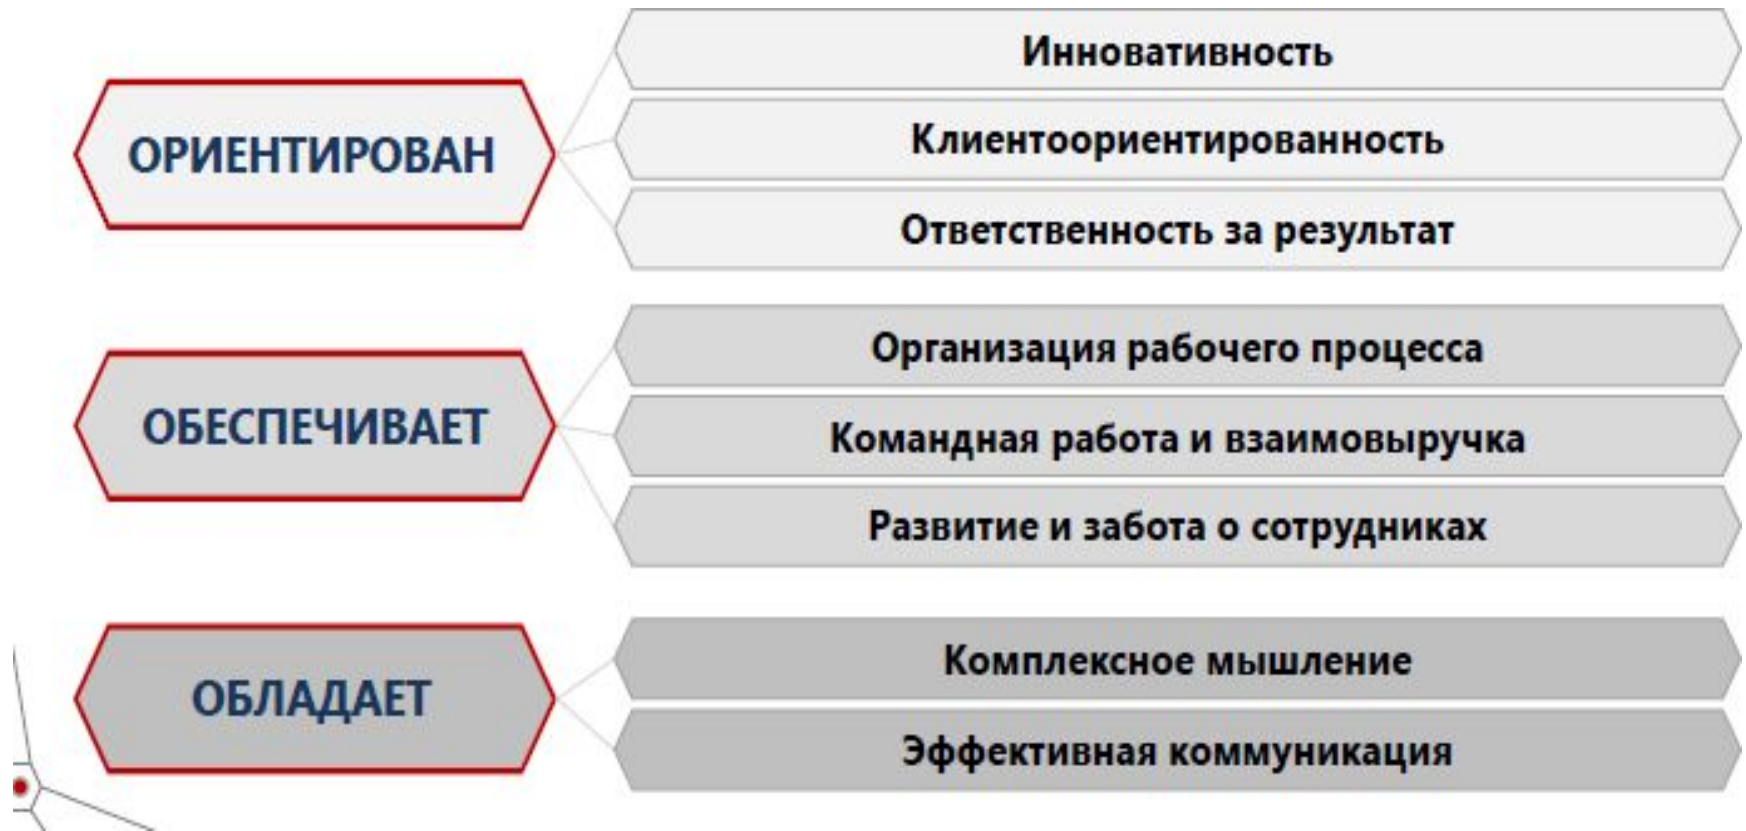 ОРИЕНТИРОВАН
Инновативность
Клиентоориентированность
Ответственность за результат
ОБЕСПЕЧИВАЕТ
Организация рабочего процесса
Командная работа и взаимовыручка
Развитие и забота о сотрудниках
ОБЛАДАЕТ
Комплексное мышление
Эффективная коммуникация